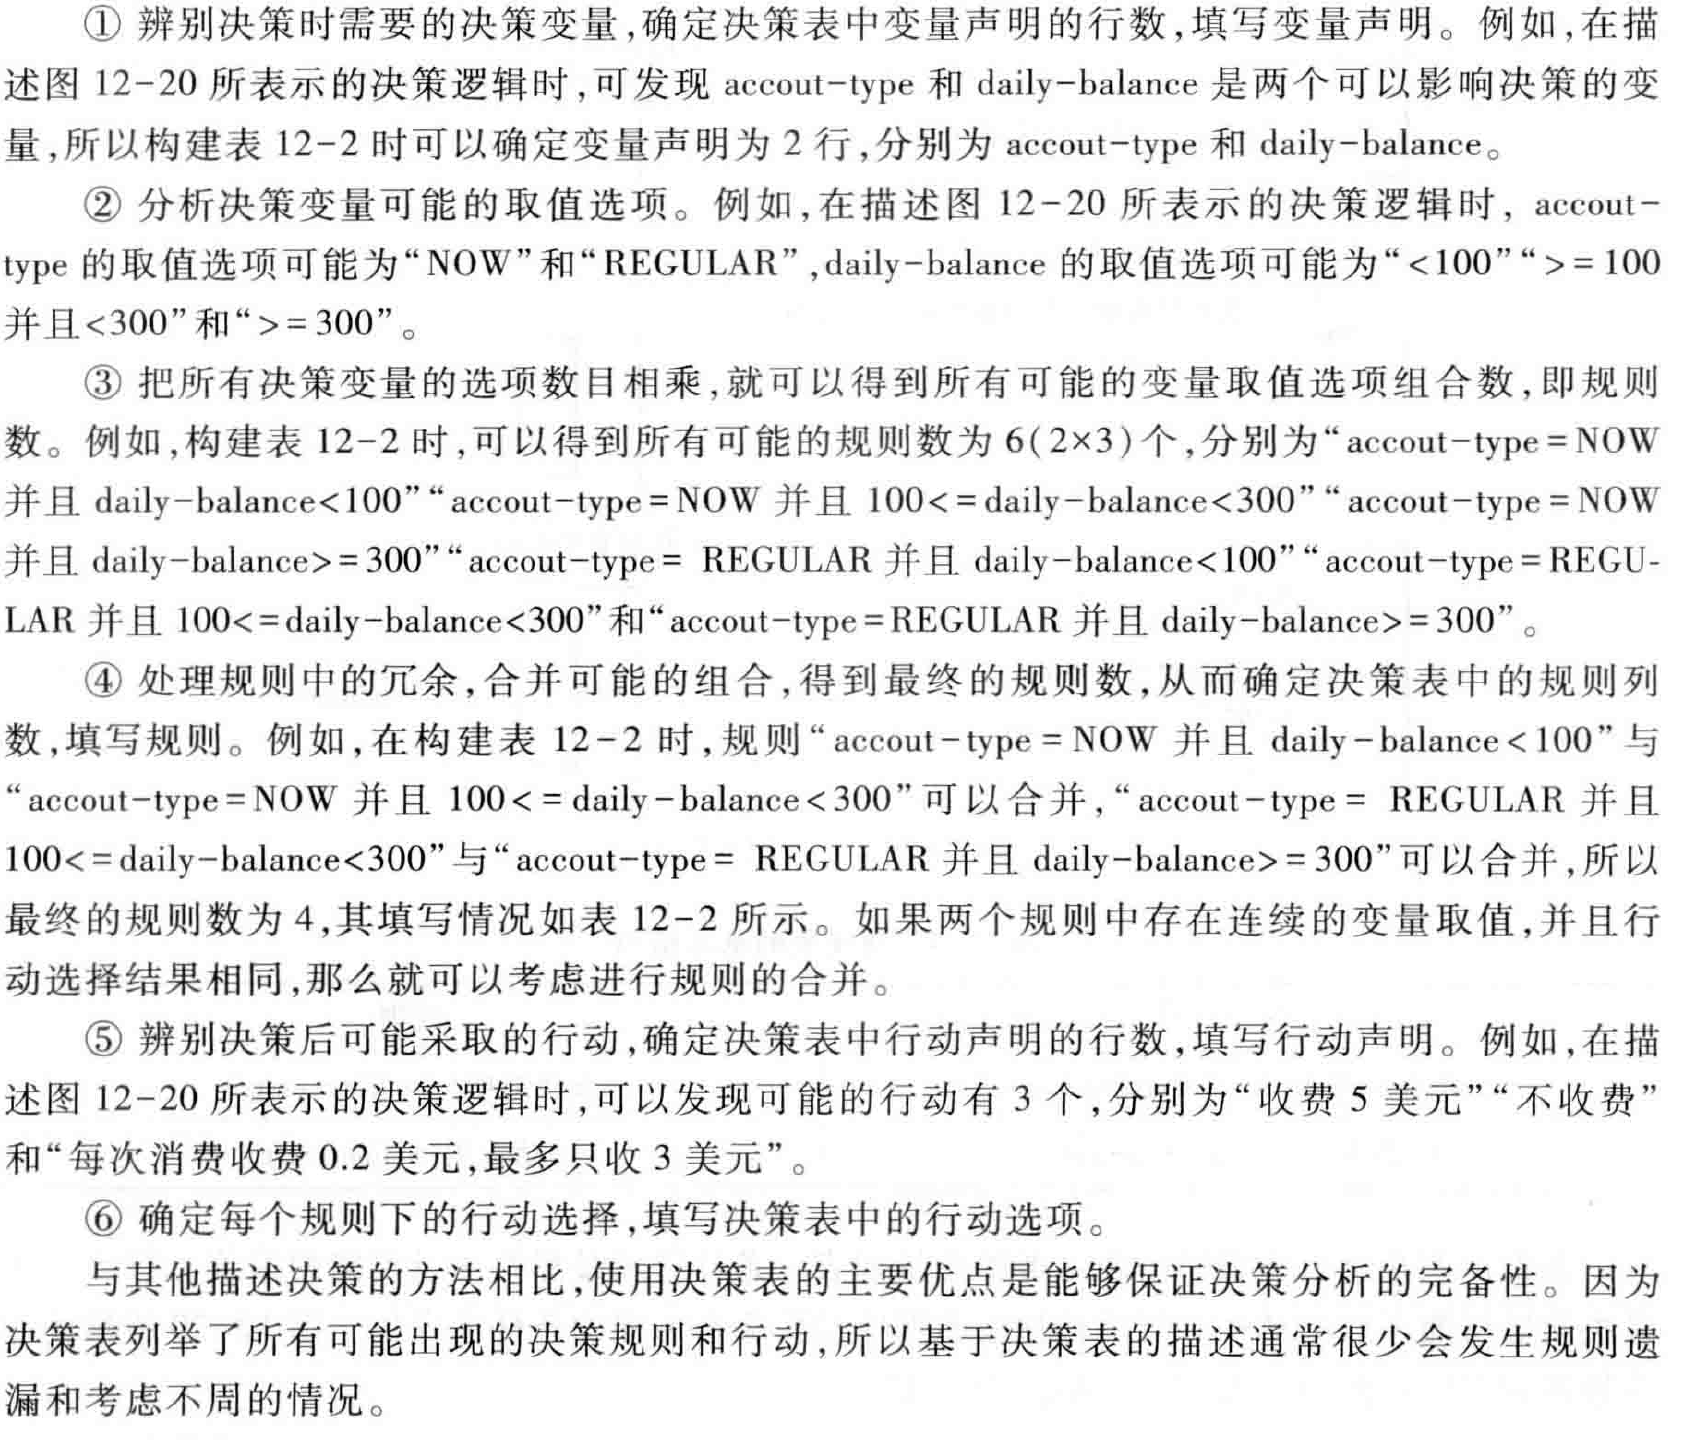 ① 辨别决策时需要的决策变量,确定决策表中变量声明的行数,填写变量声明。例如,在描
述图 12-20 所表示的决策逻辑时,可发现 accout-type 和 daily-balance 是两个可以影响决策的变
量,所以构建表 12-2 时可以确定变量声明为 2 行,分别为 accout-type 和 daily-balance。
② 分析决策变量可能的取值选项。例如,在描述图 12-20 所表示的决策逻辑时, accout-
type 的取值选项可能为“NOW”和“REGULAR”,daily-balance 的取值选项可能为“<100”“>=100
并且<300”和“>=300”。
③ 把所有决策变量的选项数目相乘,就可以得到所有可能的变量取值选项组合数,即规则
数。例如,构建表 12-2 时,可以得到所有可能的规则数为 6(2×3)个,分别为“accout-type=NOW
并且 daily-balance<100”“accout-type=NOW 并且 100<=daily-balance<300”“accout-type=NOW
并且 daily-balance>=300”“accout-type= REGULAR 并且 daily-balance<100”“accout-type=REGU-
LAR 并且 100<=daily-balance<300”和“accout-type=REGULAR 并且 daily-balance>=300”。
④ 处理规则中的冗余,合并可能的组合,得到最终的规则数,从而确定决策表中的规则列
数,填写规则。例如,在构建表 12-2 时,规则“accout-type=NOW 并且 daily-balance<100”与
“accout-type=NOW 并且 100<=daily-balance<300”可以合并,“accout-type= REGULAR 并且
100<=daily-balance<300”与“accout-type= REGULAR 并且 daily-balance>=300”可以合并,所以
最终的规则数为 4,其填写情况如表 12-2 所示。如果两个规则中存在连续的变量取值,并且行
动选择结果相同,那么就可以考虑进行规则的合并。
⑤ 辨别决策后可能采取的行动,确定决策表中行动声明的行数,填写行动声明。例如,在描
述图 12-20 所表示的决策逻辑时,可以发现可能的行动有 3 个,分别为“收费 5 美元”“不收费”
和“每次消费收费 0.2 美元,最多只收 3 美元”。
⑥ 确定每个规则下的行动选择,填写决策表中的行动选项。
与其他描述决策的方法相比,使用决策表的主要优点是能够保证决策分析的完备性。因为
决策表列举了所有可能出现的决策规则和行动,所以基于决策表的描述通常很少会发生规则遗
漏和考虑不周的情况。